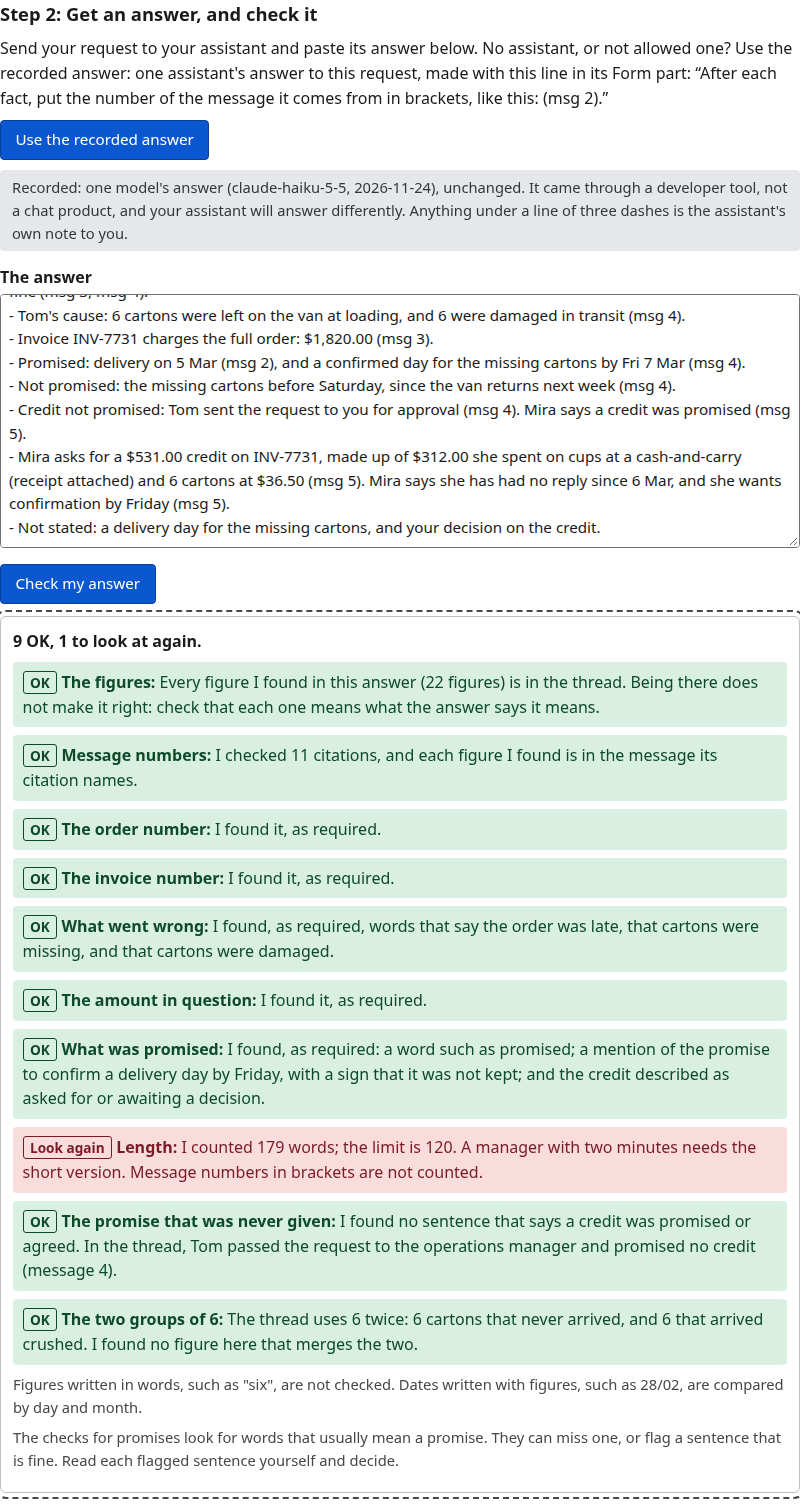 Step 2: Get an answer, and check it
Send your request to your assistant and paste its answer below. No assistant, or not allowed one? Use the
recorded answer: one assistant's answer to this request, made with this line in its Form part: “After each
fact, put the number of the message it comes from in brackets, like this: (msg 2).”
Use the recorded answer
Recorded: one model's answer (claude-haiku-5-5, 2026-11-24), unchanged. It came through a developer tool, not
a chat product, and your assistant will answer differently. Anything under a line of three dashes is the assistant's
own note to you.
The answer
- Tom's cause: 6 cartons were left on the van at loading, and 6 were damaged in transit (msg 4).
- Invoice INV-7731 charges the full order: $1,820.00 (msg 3).
- Promised: delivery on 5 Mar (msg 2), and a confirmed day for the missing cartons by Fri 7 Mar (msg 4).
- Not promised: the missing cartons before Saturday, since the van returns next week (msg 4).
- Credit not promised: Tom sent the request to you for approval (msg 4). Mira says a credit was promised (msg
5).
- Mira asks for a $531.00 credit on INV-7731, made up of $312.00 she spent on cups at a cash-and-carry
(receipt attached) and 6 cartons at $36.50 (msg 5). Mira says she has had no reply since 6 Mar, and she wants
confirmation by Friday (msg 5).
- Not stated: a delivery day for the missing cartons, and your decision on the credit.
Check my answer
9 OK, 1 to look at again.
OK The figures: Every figure I found in this answer (22 figures) is in the thread. Being there does
not make it right: check that each one means what the answer says it means.
OK Message numbers: I checked 11 citations, and each figure I found is in the message its
citation names.
OK The order number: I found it, as required.
OK The invoice number: I found it, as required.
OK What went wrong: I found, as required, words that say the order was late, that cartons were
missing, and that cartons were damaged.
OK The amount in question: I found it, as required.
OK What was promised: I found, as required: a word such as promised; a mention of the promise
to confirm a delivery day by Friday, with a sign that it was not kept; and the credit described as
asked for or awaiting a decision.
Look again Length: I counted 179 words; the limit is 120. A manager with two minutes needs the
short version. Message numbers in brackets are not counted.
OK The promise that was never given: I found no sentence that says a credit was promised or
agreed. In the thread, Tom passed the request to the operations manager and promised no credit
(message 4).
OK The two groups of 6: The thread uses 6 twice: 6 cartons that never arrived, and 6 that arrived
crushed. I found no figure here that merges the two.
Figures written in words, such as "six", are not checked. Dates written with figures, such as 28/02, are compared
by day and month.
The checks for promises look for words that usually mean a promise. They can miss one, or flag a sentence that
is fine. Read each flagged sentence yourself and decide.